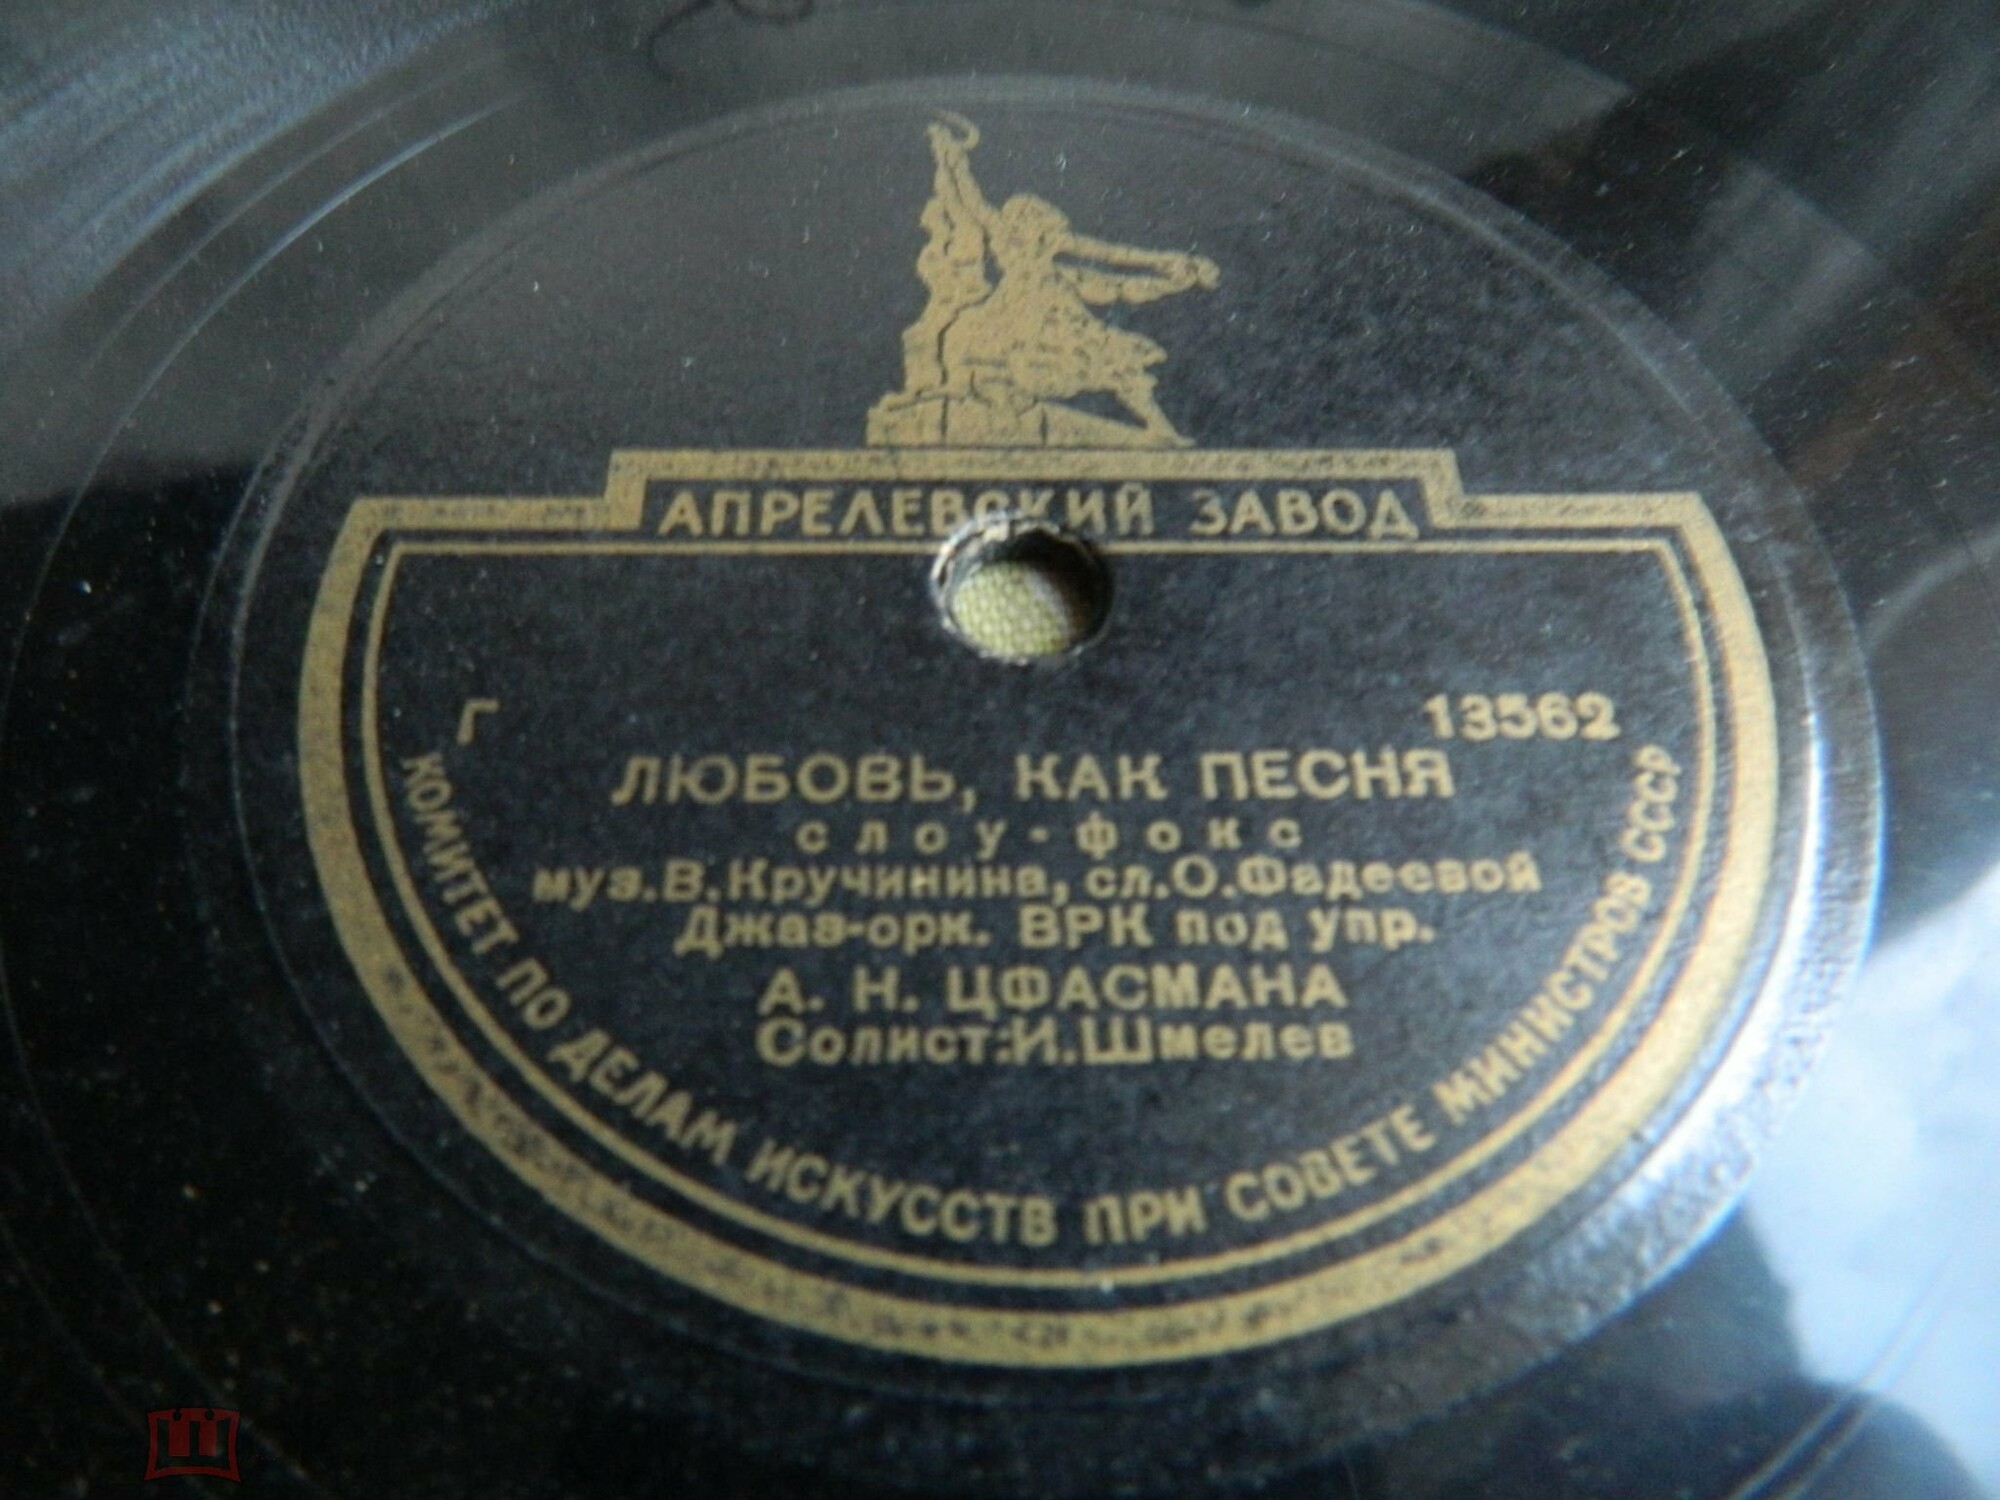 АПРЕЛЕВСКИЙ ЗАВОД
Г
13562
ЛЮБОВЬ, КАК ПЕСНЯ
слоу-фокс
муз.В.Кручинина, сл.О.Фадеевой
Джаз-орк. ВРК под упр.
А. Н. ЦФАСМАНА
Солист:И.Шмелев
КОМИТЕТ ПО ДЕЛАМ ИСКУССТВ ПРИ СОВЕТЕ МИНИСТРОВ СССР